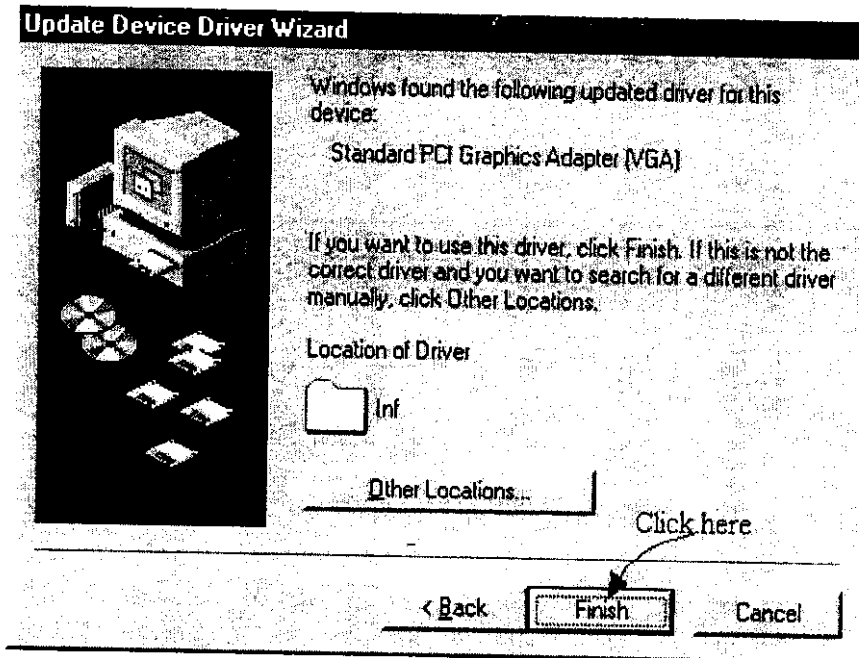 Update Device Driver Wizard
Windows found the following updated driver for this
device:
Standard PCI Graphics Adapter (VGA)
If you want to use this driver, click Finish. If this is not the
correct driver and you want to search for a different driver
manually, click Other Locations.
Location of Driver
Inf
Other Locations...
Click here
< Back
Finish
Cancel